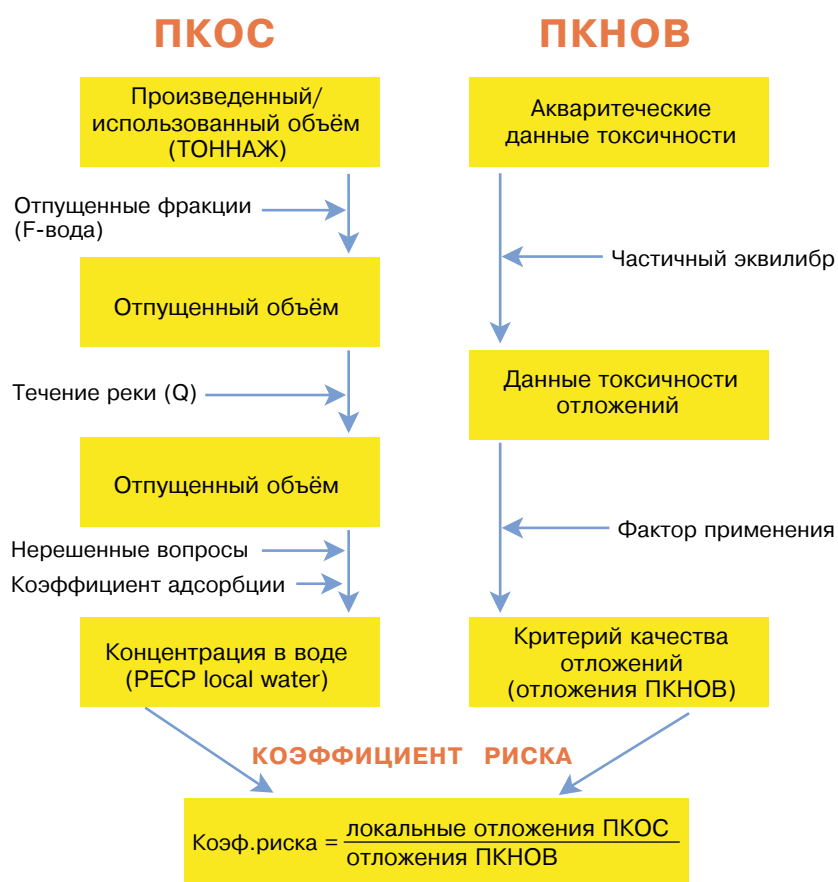 ПКОС
ПКНОВ
Произведенный/
использованный объём
(ТОННАЖ)
Акваритеческие
данные токсичности
Отпущенные фракции
(F-вода)
Частичный эквилибр
Отпущенный объём
Течение реки (Q)
Данные токсичности
отложений
Отпущенный объём
Фактор применения
Нерешенные вопросы
Коэффициент адсорбции
Концентрация в воде
(PECP local water)
Критерий качества
отложений
(отложения ПКНОВ)
КОЭФФИЦИЕНТ РИСКА
Коэф.риска = локальные отложения ПКОС
отложения ПКНОВ